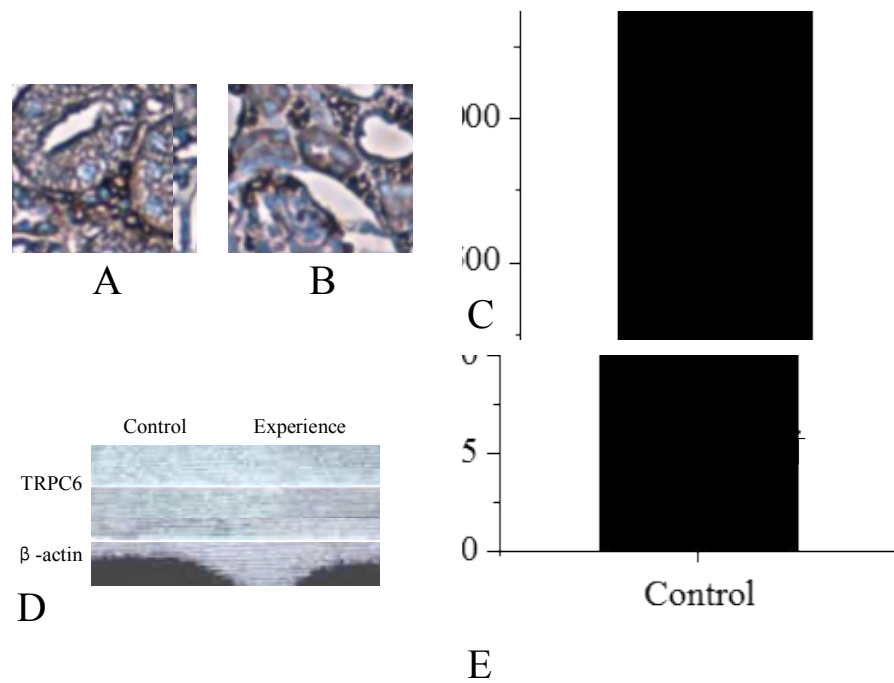 A
B
C
Control Experience
TRPC6
β-actin
D
5
0
Control
E